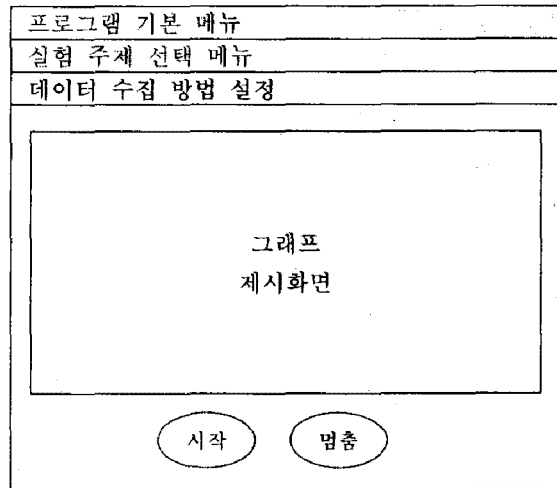 프로그램 기본 메뉴
실험 주제 선택 메뉴
데이터 수집 방법 설정
그래프
제시화면
시작 멈춤